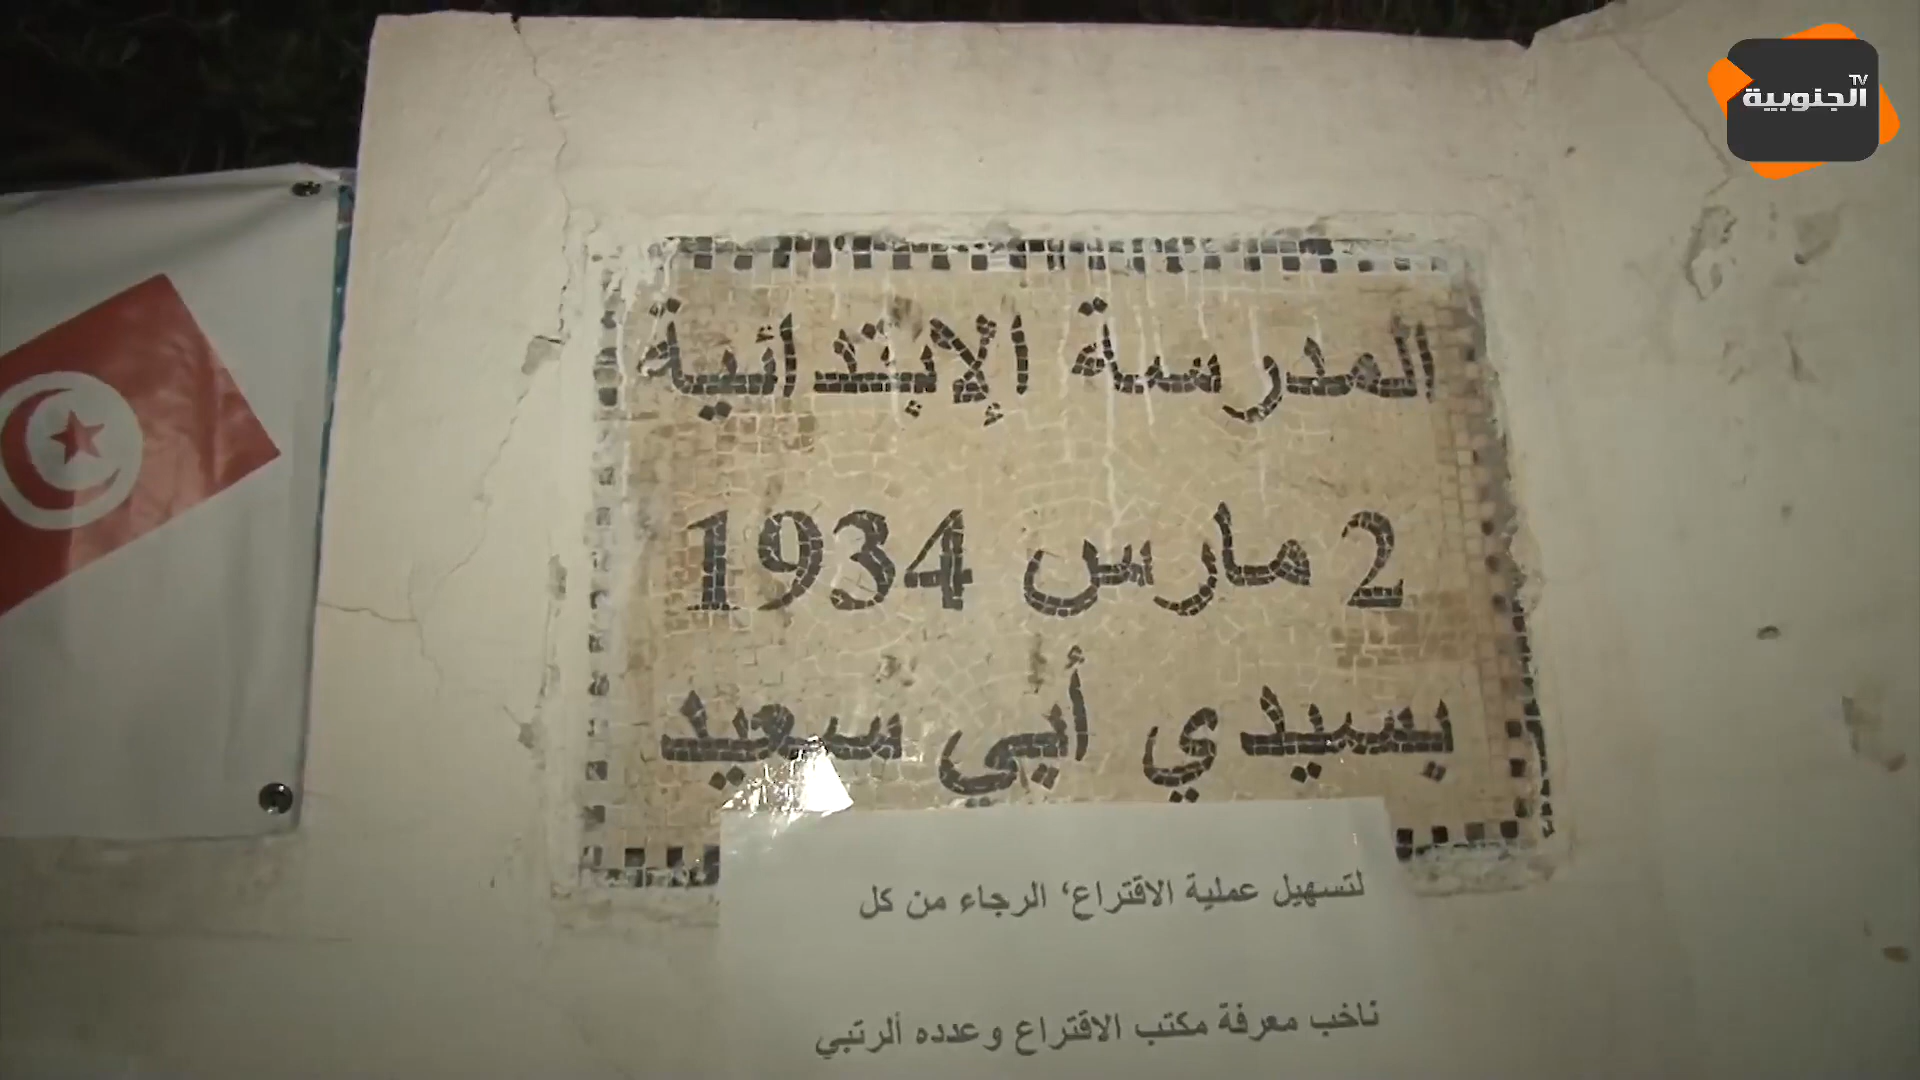 الجنوبية TV
المدرسة الإبتدائية
2 مارس 1934
بسيدي أبي سعيد
لتسهيل عملية الاقتراع، الرجاء من كل
ناخب معرفة مكتب الاقتراع وعدده ألرتبي